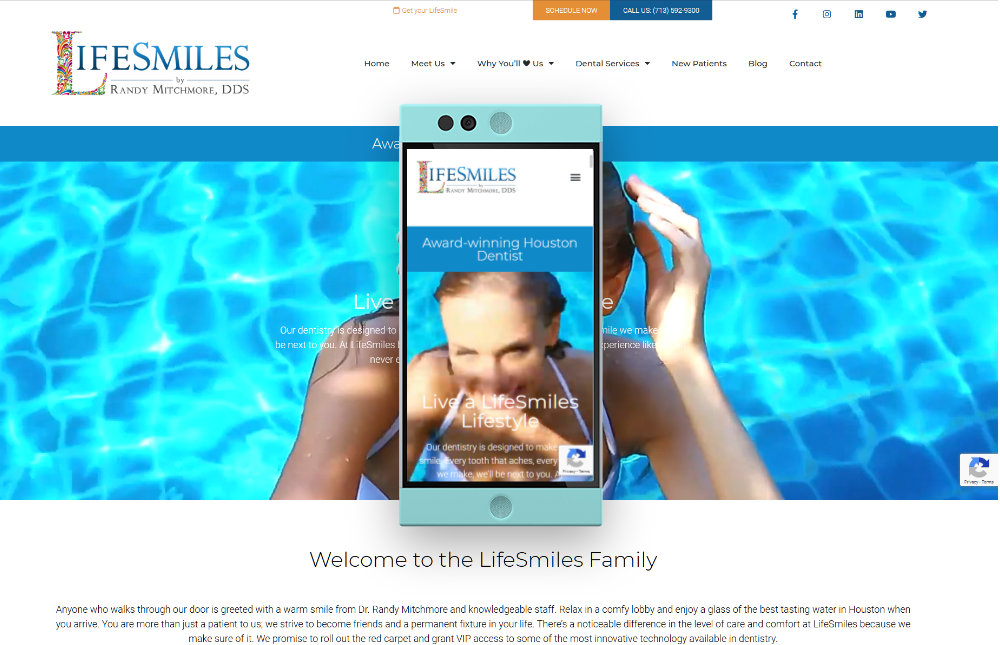 Get your LifeSmile
SCHEDULE NOW
CALL US: (713) 592-9300
LIFESMILES
by
RANDY MITCHMORE, DDS
Home Meet Us Why You'll ♥ Us Dental Services New Patients Blog Contact
Awa
LIFESMILES
by
RANDY MITCHMORE, DDS
Award-winning Houston
Dentist
Live e
Our dentistry is designed to mile we make
be next to you. At LifeSmiles xperience like
never e
Live a LifeSmiles
Lifestyle
Our dentistry is designed to make
smile, every tooth that aches, every
we make, we'll be next to you. A
Privacy - Terms
Privacy - Terms
Welcome to the LifeSmiles Family
Anyone who walks through our door is greeted with a warm smile from Dr. Randy Mitchmore and knowledgeable staff. Relax in a comfy lobby and enjoy a glass of the best tasting water in Houston when
you arrive. You are more than just a patient to us; we strive to become friends and a permanent fixture in your life. There's a noticeable difference in the level of care and comfort at LifeSmiles because we
make sure of it. We promise to roll out the red carpet and grant VIP access to some of the most innovative technology available in dentistry.